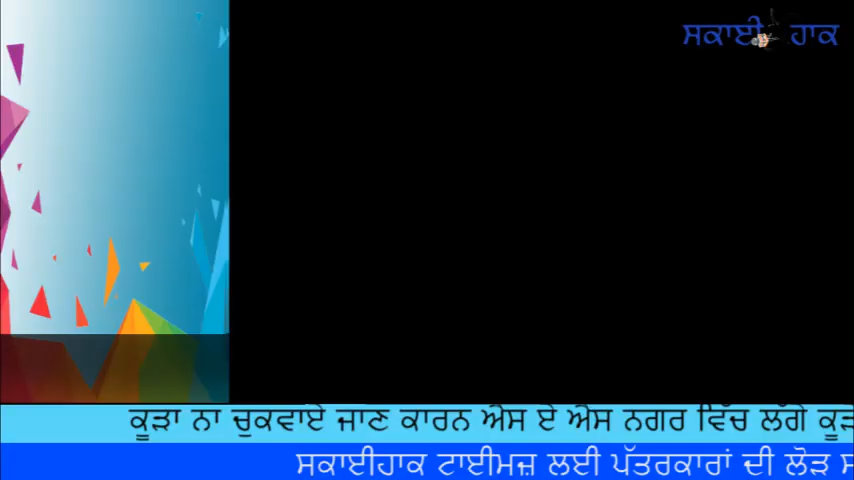 ਸਕਾਈ ਹਾਕ
ਕੂੜਾ ਨਾ ਚੁਕਵਾਏ ਜਾਣ ਕਾਰਨ ਐਸ ਏ ਐਸ ਨਗਰ ਵਿੱਚ ਲੱਗੇ
ਸਕਾਈਹਾਕ ਟਾਈਮਜ਼ ਲਈ ਪੱਤਰਕਾਰਾਂ ਦੀ ਲੋੜ